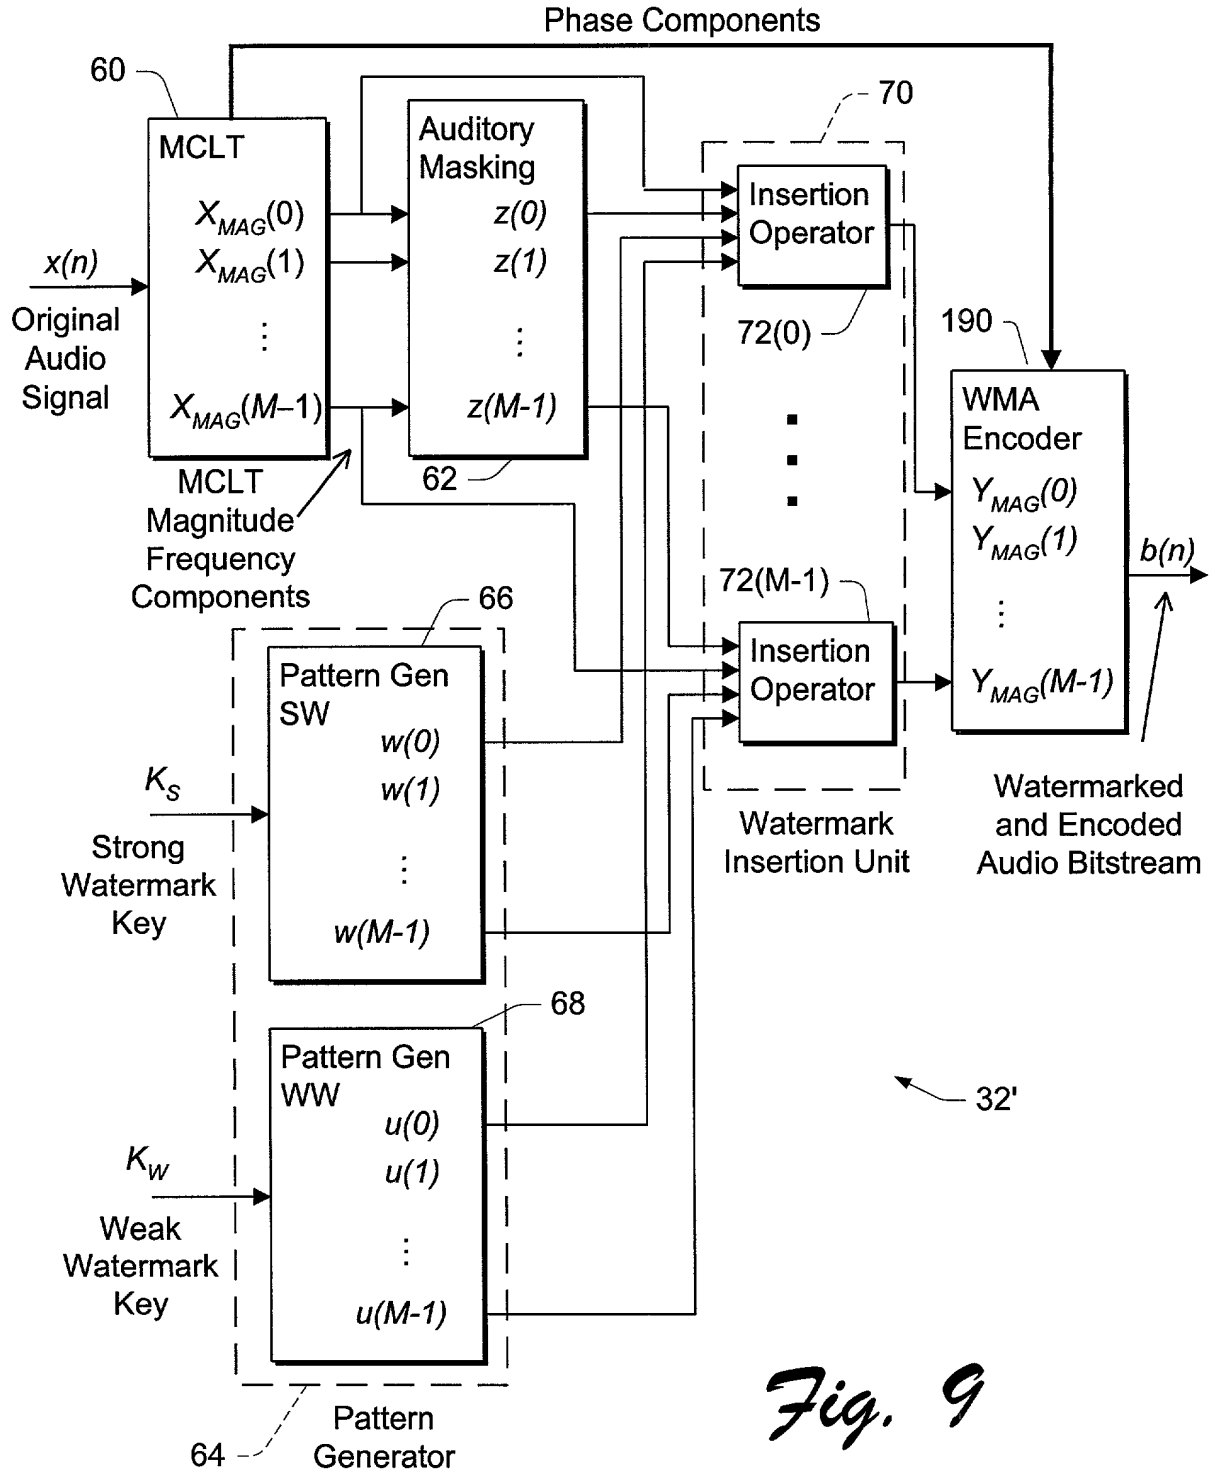 Phase Components
60
70
MCLT
X_MAG(0)
X_MAG(1)
⋮
X_MAG(M–1)
Auditory
Masking
z(0)
z(1)
⋮
z(M-1)
62
Insertion
Operator
72(0)
x(n)
Original
Audio
Signal
MCLT
Magnitude
Frequency
Components
190
WMA
Encoder
Y_MAG(0)
Y_MAG(1)
⋮
Y_MAG(M-1)
b(n)
72(M-1)
Insertion
Operator
Watermark
Insertion Unit
Watermarked
and Encoded
Audio Bitstream
66
Pattern Gen
SW
w(0)
w(1)
⋮
w(M-1)
K_S
Strong
Watermark
Key
68
Pattern Gen
WW
u(0)
u(1)
⋮
u(M-1)
K_W
Weak
Watermark
Key
32'
64
Pattern
Generator
Fig. 9